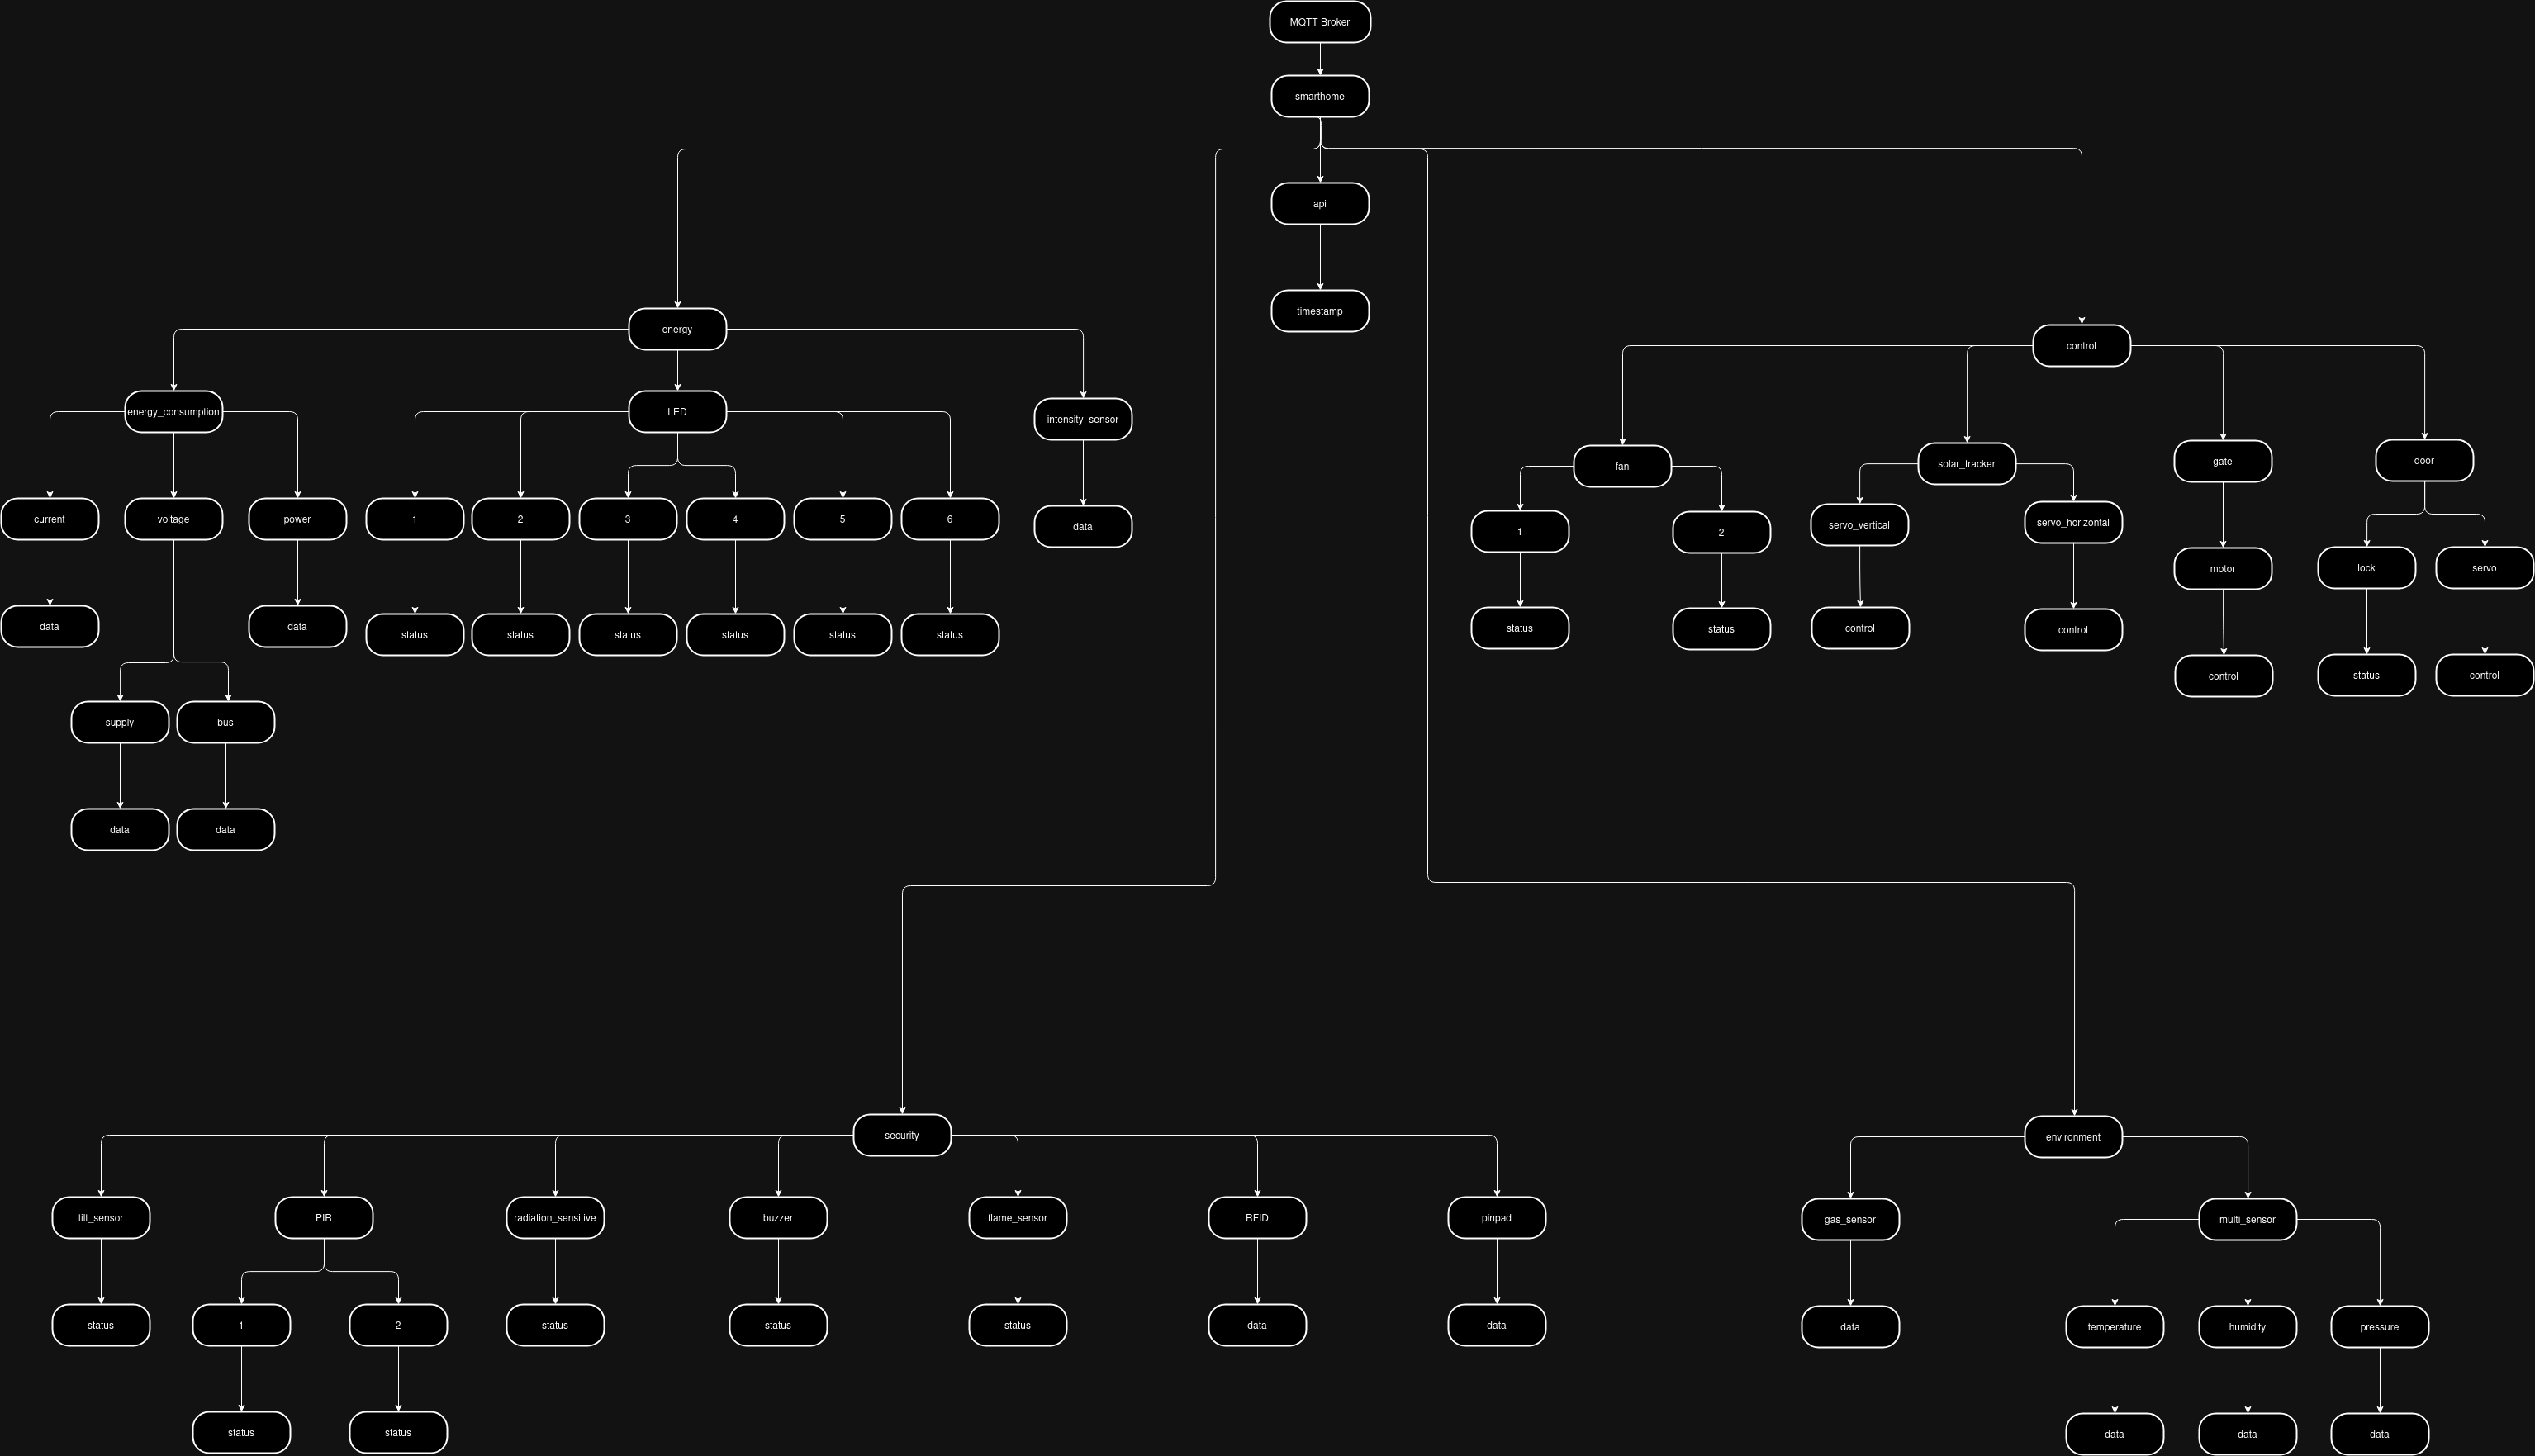 MQTT Broker
smarthome
api
timestamp
energy
control
energy_consumption
LED
intensity_sensor
fan
solar_tracker
gate
door
current
voltage
power
1
2
3
4
5
6
data
1
2
servo_vertical
servo_horizontal
motor
lock
servo
data
data
status
status
status
status
status
status
status
status
control
control
control
status
control
supply
bus
data
data
security
environment
tilt_sensor
PIR
radiation_sensitive
buzzer
flame_sensor
RFID
pinpad
gas_sensor
multi_sensor
status
1
2
status
status
status
data
data
data
temperature
humidity
pressure
status
status
data
data
data